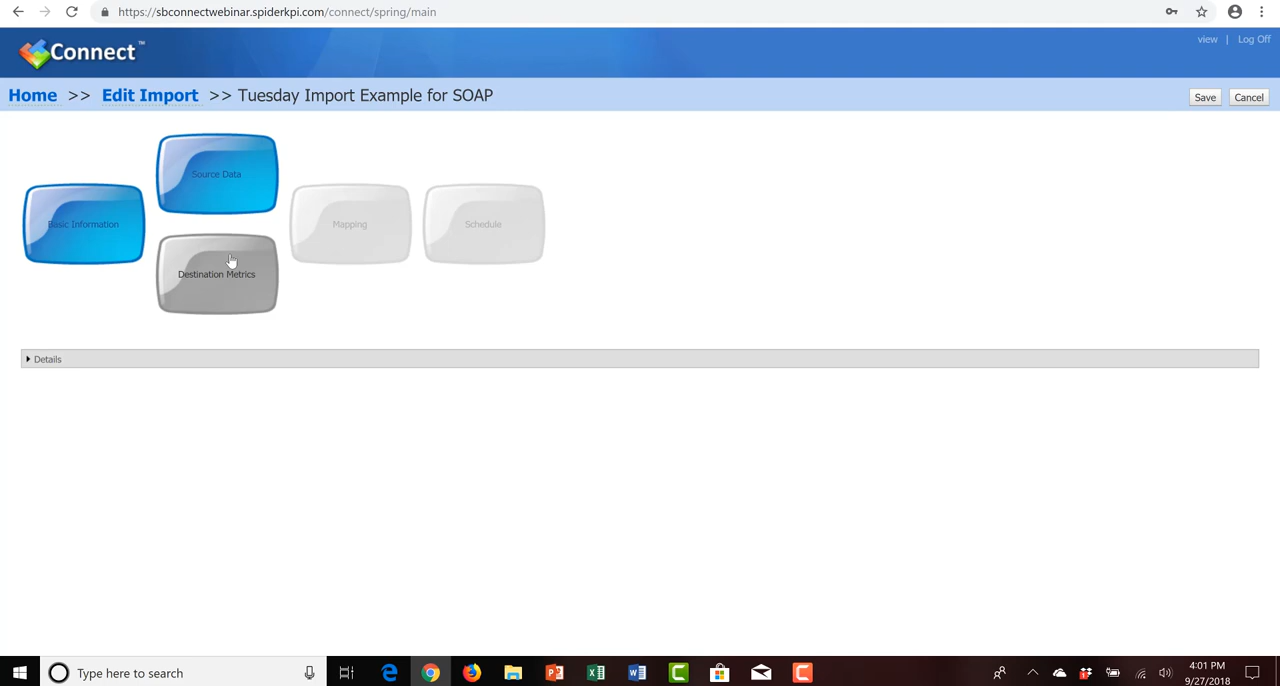 https://sbconnectwebinar.spiderkpi.com/connect/spring/main
Connect™
view | Log Off
Home >> Edit Import >> Tuesday Import Example for SOAP
Save Cancel
Source Data
Basic Information
Mapping
Schedule
Destination Metrics
Details
Type here to search
4:01 PM
9/27/2018